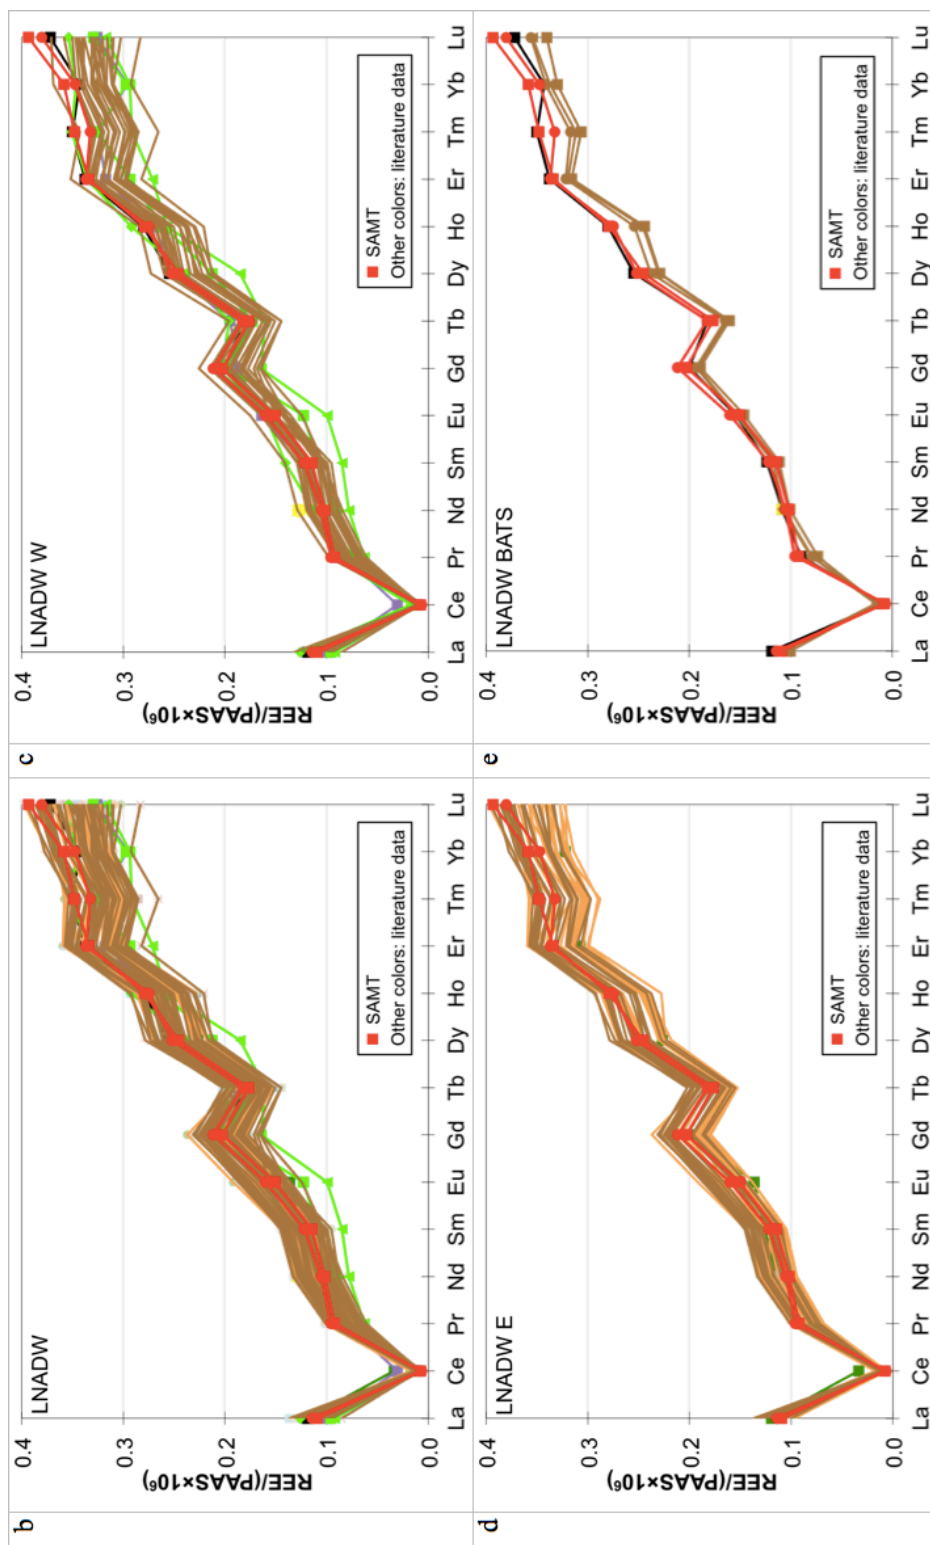 b
LNADW
0.4
0.3
0.2
0.1
0.0
REE/(PAAS×10⁶)
SAMT
Other colors: literature data
La Ce Pr Nd Sm Eu Gd Tb Dy Ho Er Tm Yb Lu
c
LNADW W
0.4
0.3
0.2
0.1
0.0
REE/(PAAS×10⁶)
SAMT
Other colors: literature data
La Ce Pr Nd Sm Eu Gd Tb Dy Ho Er Tm Yb Lu
d
LNADW E
0.4
0.3
0.2
0.1
0.0
REE/(PAAS×10⁶)
SAMT
Other colors: literature data
La Ce Pr Nd Sm Eu Gd Tb Dy Ho Er Tm Yb Lu
e
LNADW BATS
0.4
0.3
0.2
0.1
0.0
REE/(PAAS×10⁶)
SAMT
Other colors: literature data
La Ce Pr Nd Sm Eu Gd Tb Dy Ho Er Tm Yb Lu